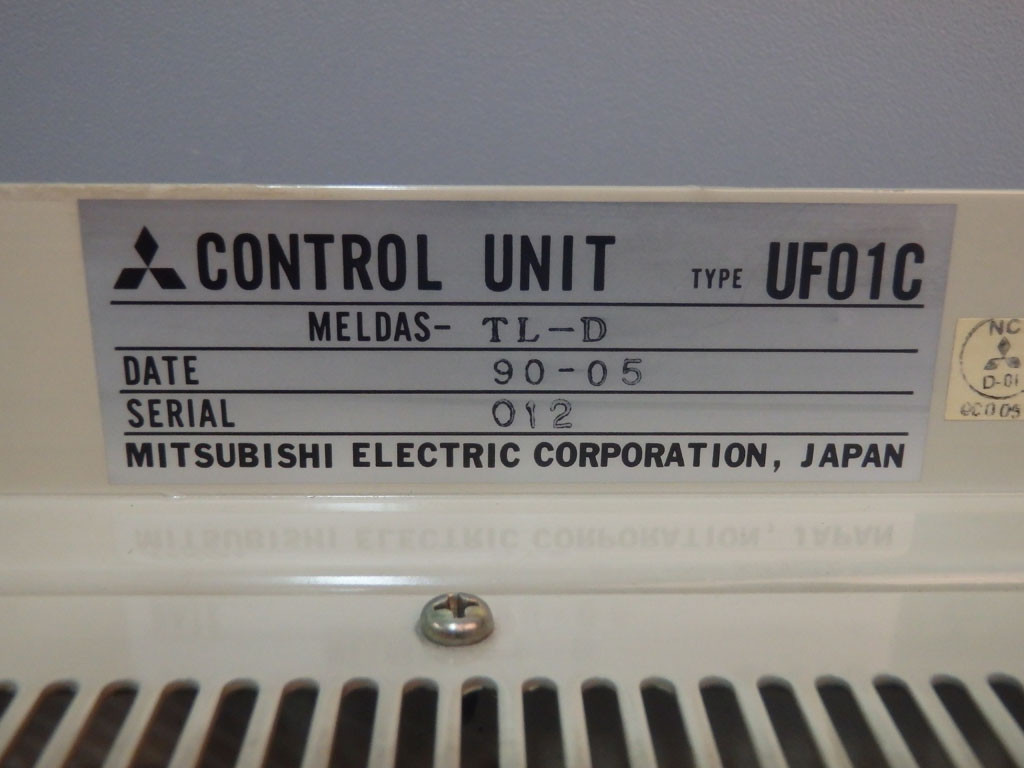 CONTROL UNIT TYPE UF01C
MELDAS- TL-D
DATE 90-05
SERIAL 012
MITSUBISHI ELECTRIC CORPORATION, JAPAN
NC
D-01